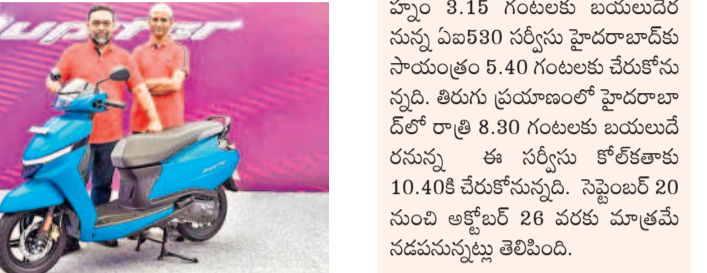 Jupiter
హ్నం 3.15 గంటలకు బయలుదేర
నున్న ఏఐ530 సర్వీసు హైదరాబాద్‌కు
సాయంత్రం 5.40 గంటలకు చేరుకోను
న్నది. తిరుగు ప్రయాణంలో హైదరాబా
ద్‌లో రాత్రి 8.30 గంటలకు బయలుదే
రనున్న ఈ సర్వీసు కోల్‌కతాకు
10.40కి చేరుకోనున్నది. సెప్టెంబర్ 20
నుంచి అక్టోబర్ 26 వరకు మాత్రమే
నడపనున్నట్లు తెలిపింది.